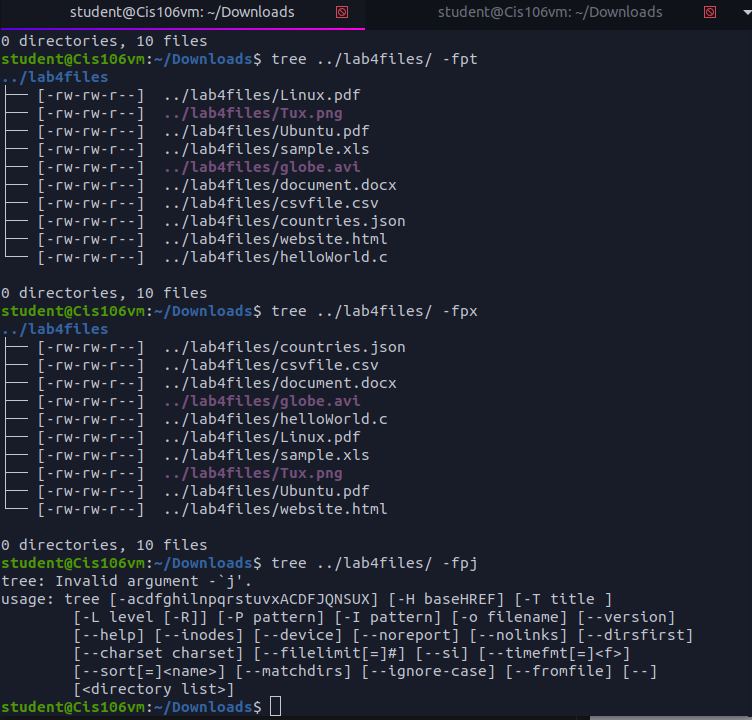 student@Cis106vm: ~/Downloads student@Cis106vm: ~/Downloads
0 directories, 10 files
student@Cis106vm:~/Downloads$ tree ../lab4files/ -fpt
../lab4files
├── [-rw-rw-r--]  ../lab4files/Linux.pdf
├── [-rw-rw-r--]  ../lab4files/Tux.png
├── [-rw-rw-r--]  ../lab4files/Ubuntu.pdf
├── [-rw-rw-r--]  ../lab4files/sample.xls
├── [-rw-rw-r--]  ../lab4files/globe.avi
├── [-rw-rw-r--]  ../lab4files/document.docx
├── [-rw-rw-r--]  ../lab4files/csvfile.csv
├── [-rw-rw-r--]  ../lab4files/countries.json
├── [-rw-rw-r--]  ../lab4files/website.html
└── [-rw-rw-r--]  ../lab4files/helloWorld.c
0 directories, 10 files
student@Cis106vm:~/Downloads$ tree ../lab4files/ -fpx
../lab4files
├── [-rw-rw-r--]  ../lab4files/countries.json
├── [-rw-rw-r--]  ../lab4files/csvfile.csv
├── [-rw-rw-r--]  ../lab4files/document.docx
├── [-rw-rw-r--]  ../lab4files/globe.avi
├── [-rw-rw-r--]  ../lab4files/helloWorld.c
├── [-rw-rw-r--]  ../lab4files/Linux.pdf
├── [-rw-rw-r--]  ../lab4files/sample.xls
├── [-rw-rw-r--]  ../lab4files/Tux.png
├── [-rw-rw-r--]  ../lab4files/Ubuntu.pdf
└── [-rw-rw-r--]  ../lab4files/website.html
0 directories, 10 files
student@Cis106vm:~/Downloads$ tree ../lab4files/ -fpj
tree: Invalid argument -`j'.
usage: tree [-acdfghilnpqrstuvxACDFJQNSUX] [-H baseHREF] [-T title ]
        [-L level [-R]] [-P pattern] [-I pattern] [-o filename] [--version]
        [--help] [--inodes] [--device] [--noreport] [--nolinks] [--dirsfirst]
        [--charset charset] [--filelimit[=]#] [--si] [--timefmt[=]<f>]
        [--sort[=]<name>] [--matchdirs] [--ignore-case] [--fromfile] [--]
        [<directory list>]
student@Cis106vm:~/Downloads$